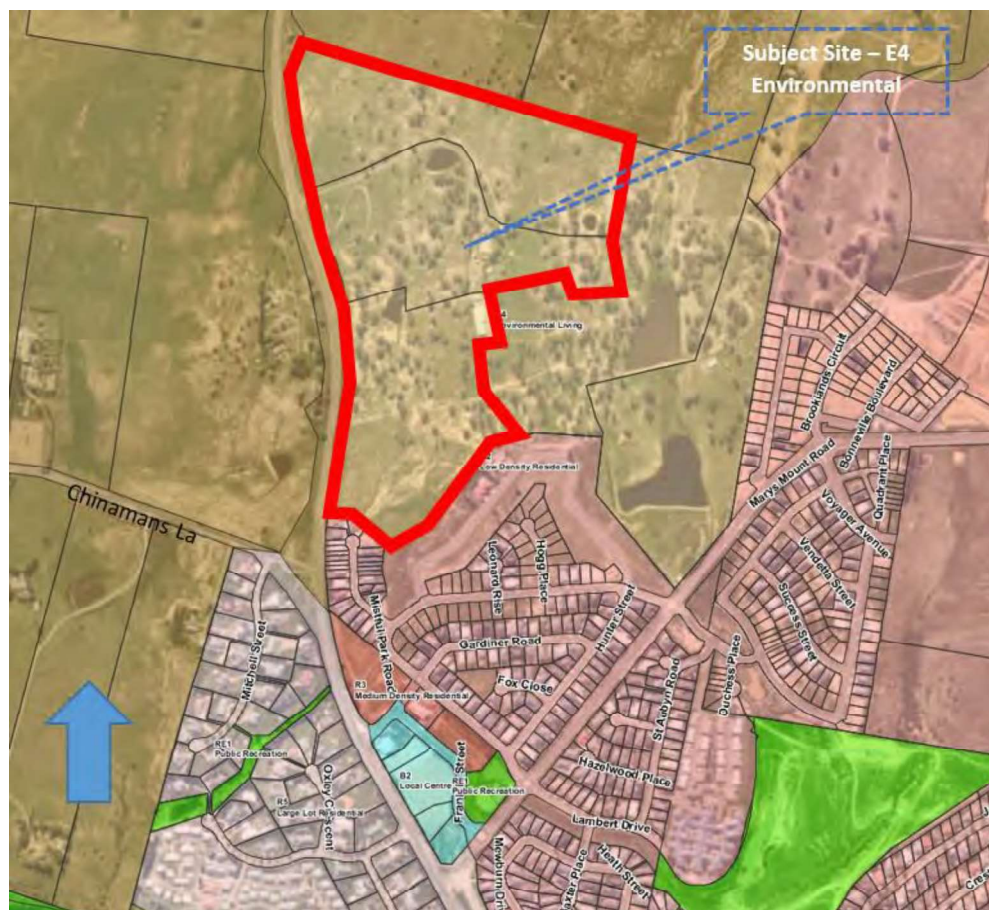 Subject Site – E4
Environmental
Environmental Living
Brooklands Circuit
Bonneville Boulevard
Low Density Residential
Marys Mount Road
Quadrant Place
Chinamans La
Voyager Avenue
Vendetta Street
Hogg Place
Leonard Rise
Success Street
Mistful Park Road
Hunter Street
Gardiner Road
Mitchell Street
Duchess Place
St Aubyn Road
Fox Close
R3
Medium Density Residential
RE1
Public Recreation
Oxley Crescent
Hazelwood Place
B2
Local Centre
RE1
Public Recreation
R5
Large Lot Residential
Lambert Drive
Heath Street